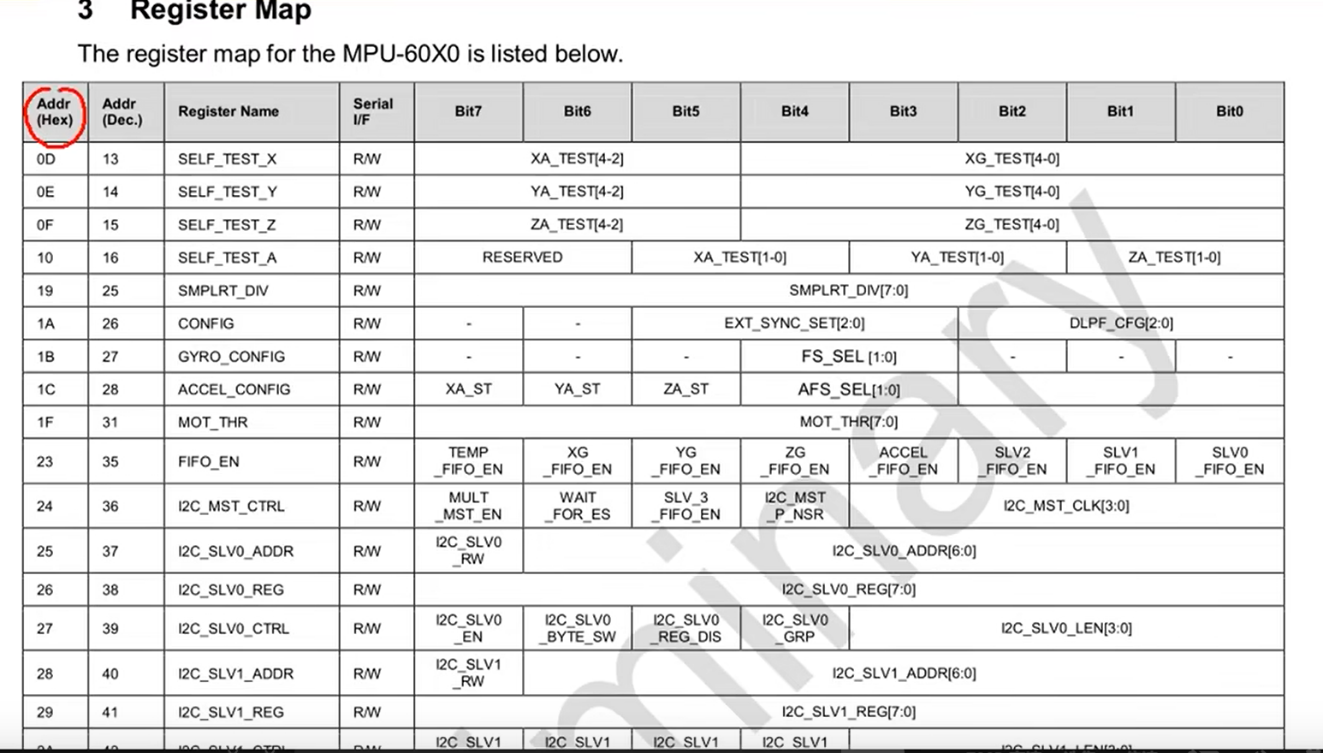 3 Register Map
The register map for the MPU-60X0 is listed below.
Addr (Hex) Addr (Dec.) Register Name Serial I/F Bit7 Bit6 Bit5 Bit4 Bit3 Bit2 Bit1 Bit0
0D 13 SELF_TEST_X R/W XA_TEST[4-2] XG_TEST[4-0]
0E 14 SELF_TEST_Y R/W YA_TEST[4-2] YG_TEST[4-0]
0F 15 SELF_TEST_Z R/W ZA_TEST[4-2] ZG_TEST[4-0]
10 16 SELF_TEST_A R/W RESERVED XA_TEST[1-0] YA_TEST[1-0] ZA_TEST[1-0]
19 25 SMPLRT_DIV R/W SMPLRT_DIV[7:0]
1A 26 CONFIG R/W - - EXT_SYNC_SET[2:0] DLPF_CFG[2:0]
1B 27 GYRO_CONFIG R/W - - - FS_SEL [1:0] - - -
1C 28 ACCEL_CONFIG R/W XA_ST YA_ST ZA_ST AFS_SEL[1:0]
1F 31 MOT_THR R/W MOT_THR[7:0]
23 35 FIFO_EN R/W TEMP _FIFO_EN XG _FIFO_EN YG _FIFO_EN ZG _FIFO_EN ACCEL _FIFO_EN SLV2 _FIFO_EN SLV1 _FIFO_EN SLV0 _FIFO_EN
24 36 I2C_MST_CTRL R/W MULT _MST_EN WAIT _FOR_ES SLV_3 _FIFO_EN I2C_MST _P_NSR I2C_MST_CLK[3:0]
25 37 I2C_SLV0_ADDR R/W I2C_SLV0 _RW I2C_SLV0_ADDR[6:0]
26 38 I2C_SLV0_REG R/W I2C_SLV0_REG[7:0]
27 39 I2C_SLV0_CTRL R/W I2C_SLV0 _EN I2C_SLV0 _BYTE_SW I2C_SLV0 _REG_DIS I2C_SLV0 _GRP I2C_SLV0_LEN[3:0]
28 40 I2C_SLV1_ADDR R/W I2C_SLV1 _RW I2C_SLV1_ADDR[6:0]
29 41 I2C_SLV1_REG R/W I2C_SLV1_REG[7:0]
I2C_SLV1 I2C_SLV1 I2C_SLV1 I2C_SLV1